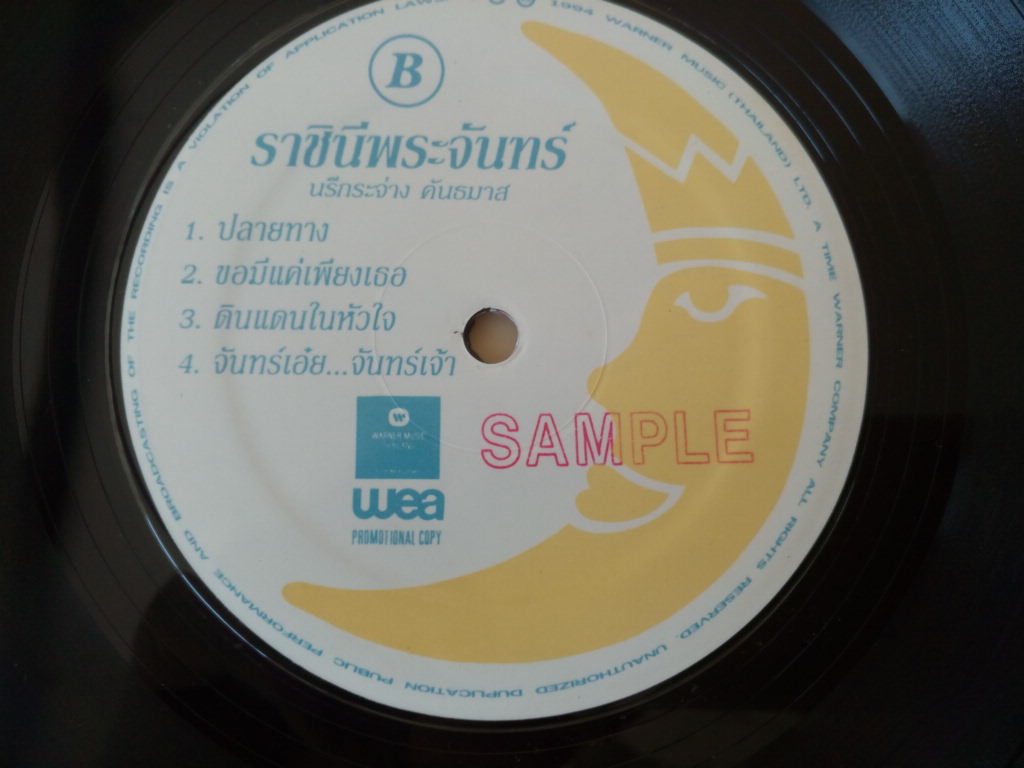 B
ราชินีพระจันทร์
นรีกระจ่าง คันธมาส
1. ปลายทาง
2. ขอมีแค่เพียงเธอ
3. ดินแดนในหัวใจ
4. จันทร์เอ๋ย...จันทร์เจ้า
WARNER MUSIC
wea
PROMOTIONAL COPY
SAMPLE
1994 WARNER MUSIC (THAILAND) LTD. A TIME WARNER COMPANY ALL RIGHTS RESERVED. UNAUTHORIZED DUPLICATION PUBLIC PERFORMANCE AND BROADCASTING OF THE RECORDING IS A VIOLATION OF APPLICATION LAWS